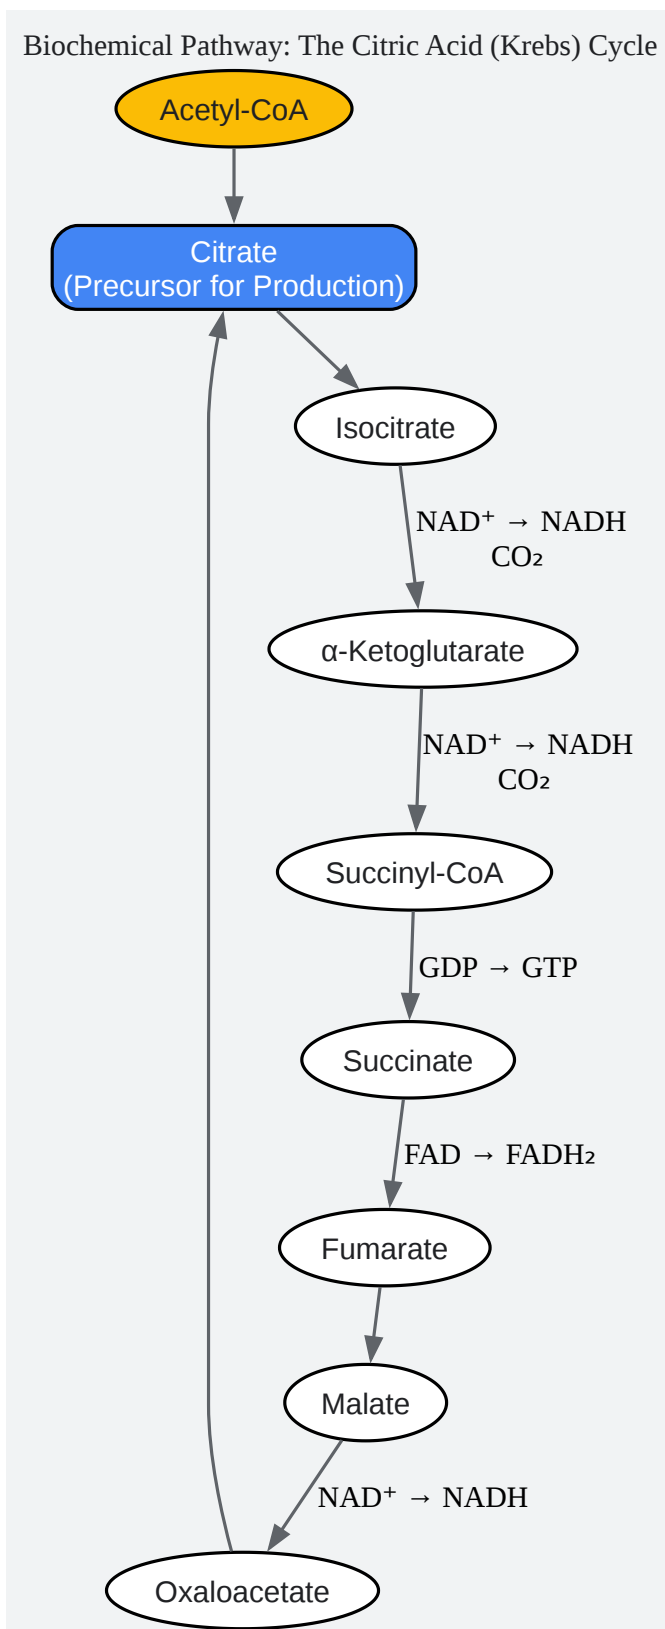 Biochemical Pathway: The Citric Acid (Krebs) Cycle
Acetyl-CoA
Citrate
(Precursor for Production)
Isocitrate
NAD⁺ → NADH
CO₂
α-Ketoglutarate
NAD⁺ → NADH
CO₂
Succinyl-CoA
GDP → GTP
Succinate
FAD → FADH₂
Fumarate
Malate
NAD⁺ → NADH
Oxaloacetate